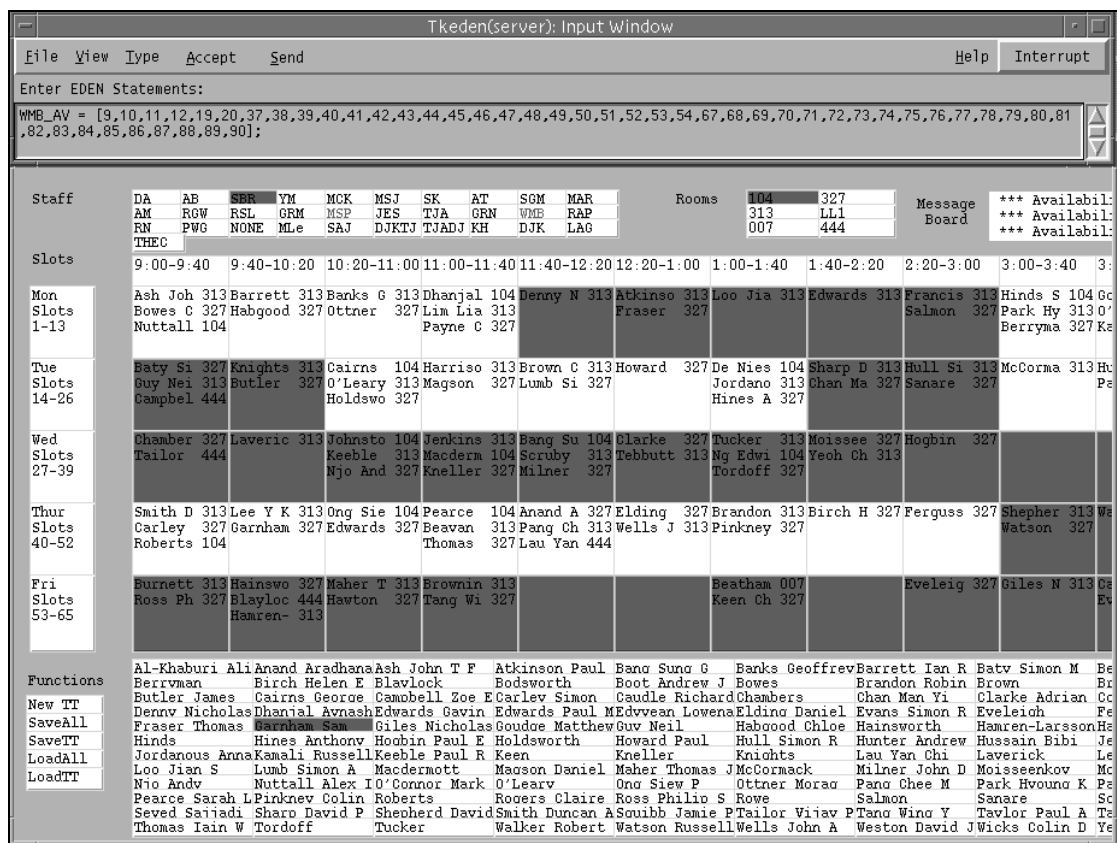 Tkeden(server): Input Window
File View Type Accept Send Help Interrupt
Enter EDEN Statements:
WMB_AV = [9,10,11,12,19,20,37,38,39,40,41,42,43,44,45,46,47,48,49,50,51,52,53,54,67,68,69,70,71,72,73,74,75,76,77,78,79,80,81
,82,83,84,85,86,87,88,89,90];
Staff DA AB SBR YM MCK MSJ SK AT SGM MAR Rooms 104 327 Message *** Availabil
AM RGW RSL GRM MSP JES TJA GRN WMB RAP 313 LL1 Board *** Availabil
RN PWG NONE MLe SAJ DJKTJ TJADJ KH DJK LAG 007 444 *** Availabil
THEC
Slots 9:00-9:40 9:40-10:20 10:20-11:00 11:00-11:40 11:40-12:20 12:20-1:00 1:00-1:40 1:40-2:20 2:20-3:00 3:00-3:40 3:
Mon Ash Joh 313 Barrett 313 Banks G 313 Dhanjal 104 Denny N 313 Atkinso 313 Loo Jia 313 Edwards 313 Francis 313 Hinds S 104 Go
Slots Bowes C 327 Habgood 327 Ottner 327 Lim Lia 313 Fraser 327 Salmon 327 Park Hy 313 O'
1-13 Nuttall 104 Payne C 327 Berryma 327 Ka
Tue Baty Si 327 Knights 313 Cairns 104 Harriso 313 Brown C 313 Howard 327 De Nies 104 Sharp D 313 Hull Si 313 McCorma 313 Hu
Slots Guy Nei 313 Butler 327 O'Leary 313 Magson 327 Lumb Si 327 Jordano 313 Chan Ma 327 Sanare 327 Pa
14-26 Campbel 444 Holdswo 327 Hines A 327
Wed Chamber 327 Laveric 313 Johnsto 104 Jenkins 313 Bang Su 104 Clarke 327 Tucker 313 Moissee 327 Hogbin 327
Slots Tailor 444 Keeble 313 Macderm 104 Scruby 313 Tebbutt 313 Ng Edwi 104 Yeoh Ch 313
27-39 Njo And 327 Kneller 327 Milner 327 Tordoff 327
Thur Smith D 313 Lee Y K 313 Ong Sie 104 Pearce 104 Anand A 327 Elding 327 Brandon 313 Birch H 327 Ferguss 327 Shepher 313 Wa
Slots Carley 327 Garnham 327 Edwards 327 Beavan 313 Pang Ch 313 Wells J 313 Pinkney 327 Watson 327
40-52 Roberts 104 Thomas 327 Lau Yan 444
Fri Burnett 313 Hainswo 327 Maher T 313 Brownin 313 Beatham 007 Eveleig 327 Giles N 313 Ca
Slots Ross Ph 327 Blayloc 444 Hawton 327 Tang Wi 327 Keen Ch 327 Ev
53-65 Hamren- 313
Al-Khaburi Ali Anand Aradhana Ash John T F Atkinson Paul Bang Sung G Banks Geoffrey Barrett Ian R Baty Simon M Be
Functions Berryman Birch Helen E Blaylock Bodsworth Boot Andrew J Bowes Brandon Robin Brown Br
New TT Butler James Cairns George Campbell Zoe E Carley Simon Caudle Richard Chambers Chan Man Yi Clarke Adrian Co
Denny Nicholas Dhanjal Avnash Edwards Gavin Edwards Paul M Edyvean Lowena Elding Daniel Evans Simon R Eveleigh Fe
SaveAll Fraser Thomas Garnham Sam Giles Nicholas Goudge Matthew Guy Neil Habgood Chloe Hainsworth Hamren-Larsson Ha
SaveTT Hinds Hines Anthony Hogbin Paul E Holdsworth Howard Paul Hull Simon R Hunter Andrew Hussain Bibi Je
LoadAll Jordanous Anna Kamali Russell Keeble Paul R Keen Kneller Knights Lau Yan Chi Laverick Le
LoadTT Loo Jian S Lumb Simon A Macdermott Magson Daniel Maher Thomas J McCormack Milner John D Moisseenkov Mo
Njo Andy Nuttall Alex I O'Connor Mark O'Leary Ong Siew P Ottner Morag Pang Chee M Park Hyoung K Pa
Pearce Sarah L Pinkney Colin Roberts Rogers Claire Ross Philip S Rowe Salmon Sanare Sc
Seyed Sajjadi Sharp David P Shepherd David Smith Duncan A Squibb Jamie P Tailor Vijay P Tang Wing Y Taylor Paul A Te
Thomas Iain W Tordoff Tucker Walker Robert Watson Russell Wells John A Weston David J Wicks Colin D Ye